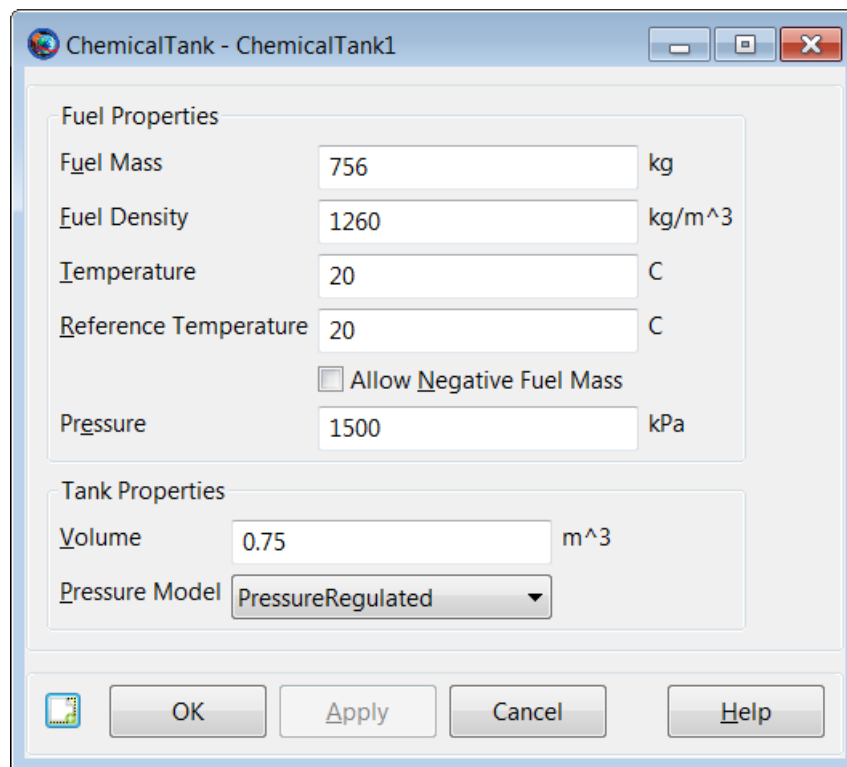 ChemicalTank - ChemicalTank1
Fuel Properties
Fuel Mass 756 kg
Fuel Density 1260 kg/m^3
Temperature 20 C
Reference Temperature 20 C
Allow Negative Fuel Mass
Pressure 1500 kPa
Tank Properties
Volume 0.75 m^3
Pressure Model PressureRegulated
OK Apply Cancel Help